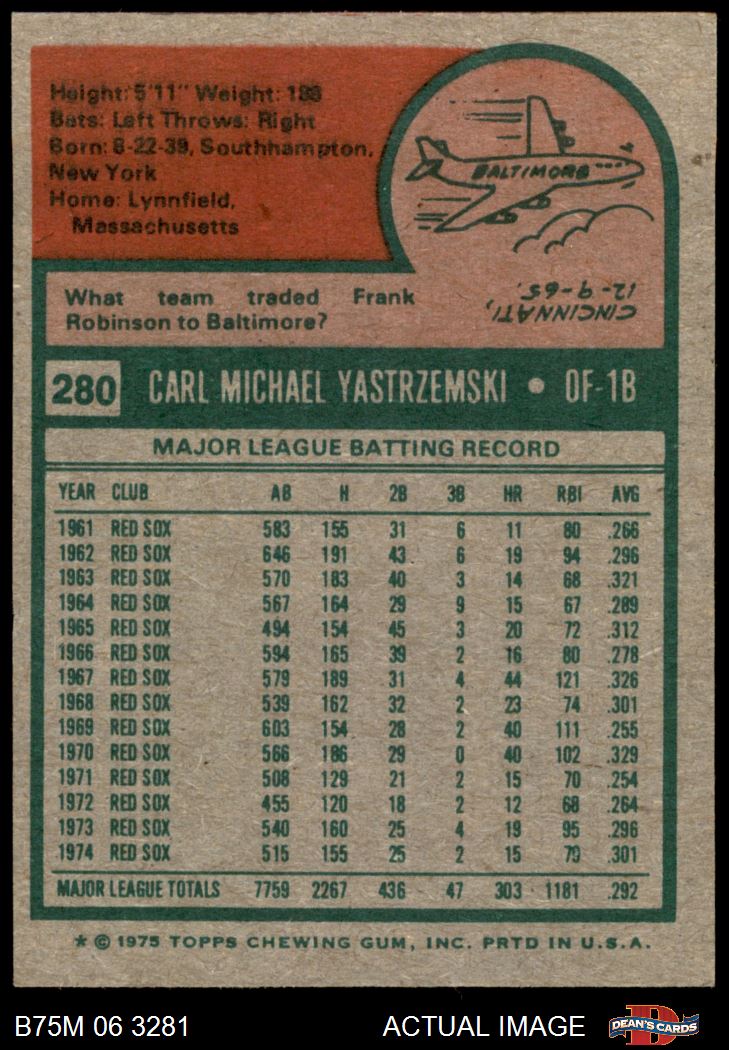 Height: 5'11" Weight: 188
Bats: Left Throws: Right
Born: 8-22-39, Southhampton,
New York
Home: Lynnfield,
Massachusetts
BALTIMORE
CINCINNATI,
12-9-65.
What team traded Frank
Robinson to Baltimore?
280 CARL MICHAEL YASTRZEMSKI • OF-1B
MAJOR LEAGUE BATTING RECORD
YEAR CLUB AB H 2B 3B HR RBI AVG
1961 RED SOX 583 155 31 6 11 80 .266
1962 RED SOX 646 191 43 6 19 94 .296
1963 RED SOX 570 183 40 3 14 68 .321
1964 RED SOX 567 164 29 9 15 67 .289
1965 RED SOX 494 154 45 3 20 72 .312
1966 RED SOX 594 165 39 2 16 80 .278
1967 RED SOX 579 189 31 4 44 121 .326
1968 RED SOX 539 162 32 2 23 74 .301
1969 RED SOX 603 154 28 2 40 111 .255
1970 RED SOX 566 186 29 0 40 102 .329
1971 RED SOX 508 129 21 2 15 70 .254
1972 RED SOX 455 120 18 2 12 68 .264
1973 RED SOX 540 160 25 4 19 95 .296
1974 RED SOX 515 155 25 2 15 79 .301
MAJOR LEAGUE TOTALS 7759 2267 436 47 303 1181 .292
* © 1975 TOPPS CHEWING GUM, INC. PRTD IN U.S.A.
B75M 06 3281 ACTUAL IMAGE DEAN'S CARDS